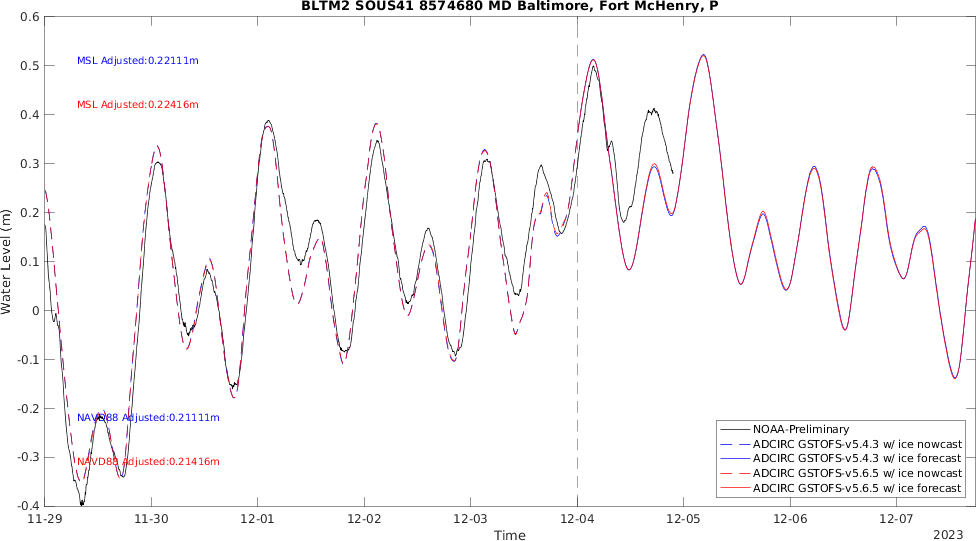 BLTM2 SOUS41 8574680 MD Baltimore, Fort McHenry, P
0.6
0.5
0.4
0.3
0.2
0.1
0
-0.1
-0.2
-0.3
-0.4
Water Level (m)
MSL Adjusted:0.22111m
MSL Adjusted:0.22416m
NAVD88 Adjusted:0.21111m
NAVD88 Adjusted:0.21416m
NOAA-Preliminary
ADCIRC GSTOFS-v5.4.3 w/ ice nowcast
ADCIRC GSTOFS-v5.4.3 w/ ice forecast
ADCIRC GSTOFS-v5.6.5 w/ ice nowcast
ADCIRC GSTOFS-v5.6.5 w/ ice forecast
11-29 11-30 12-01 12-02 12-03 12-04 12-05 12-06 12-07
Time
2023